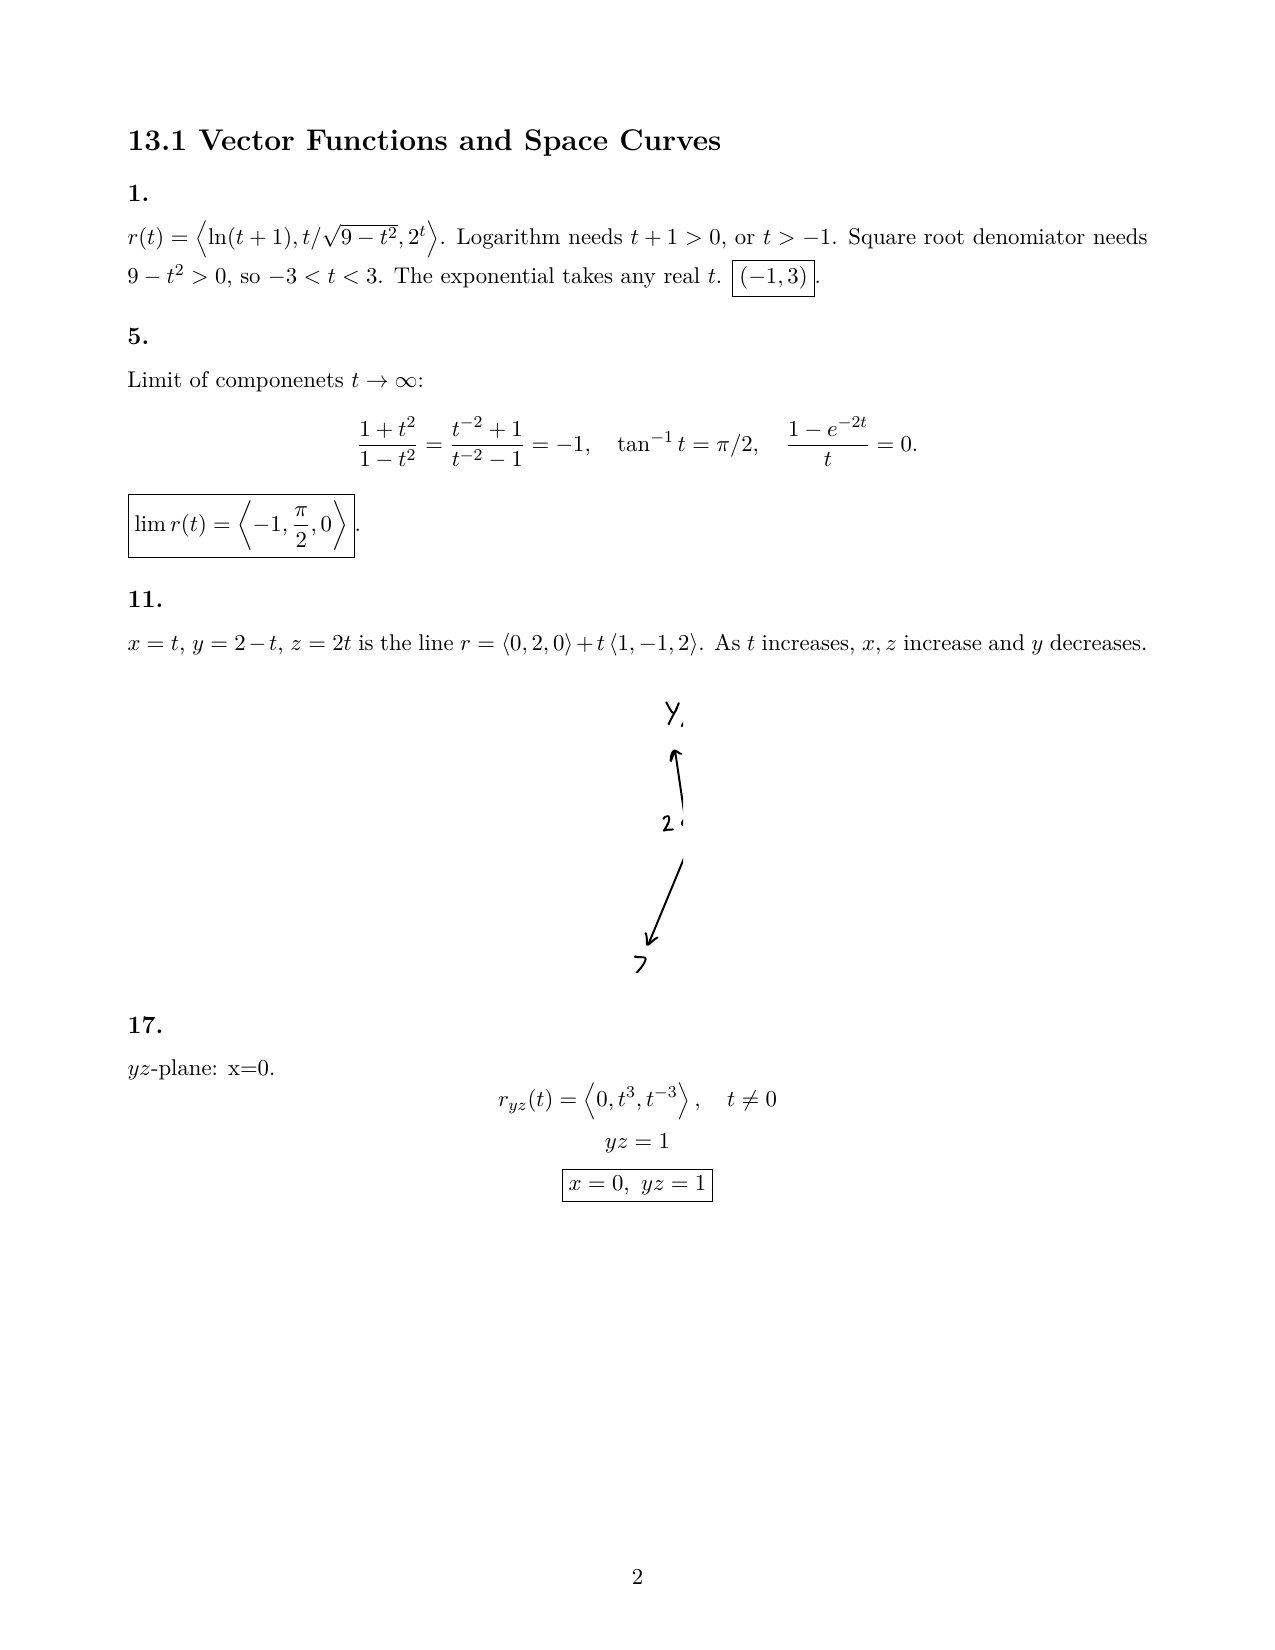 13.1 Vector Functions and Space Curves
1.
r(t) = ⟨ln(t + 1), t/√(9 − t²), 2ᵗ⟩. Logarithm needs t + 1 > 0, or t > −1. Square root denomiator needs
9 − t² > 0, so −3 < t < 3. The exponential takes any real t. (−1, 3).
5.
Limit of componenets t → ∞:
(1 + t²)/(1 − t²) = (t⁻² + 1)/(t⁻² − 1) = −1, tan⁻¹ t = π/2, (1 − e⁻²ᵗ)/t = 0.
lim r(t) = ⟨−1, π/2, 0⟩.
11.
x = t, y = 2 − t, z = 2t is the line r = ⟨0, 2, 0⟩ + t ⟨1, −1, 2⟩. As t increases, x, z increase and y decreases.
y
2
17.
yz-plane: x=0.
r_yz(t) = ⟨0, t³, t⁻³⟩, t ≠ 0
yz = 1
x = 0, yz = 1
2